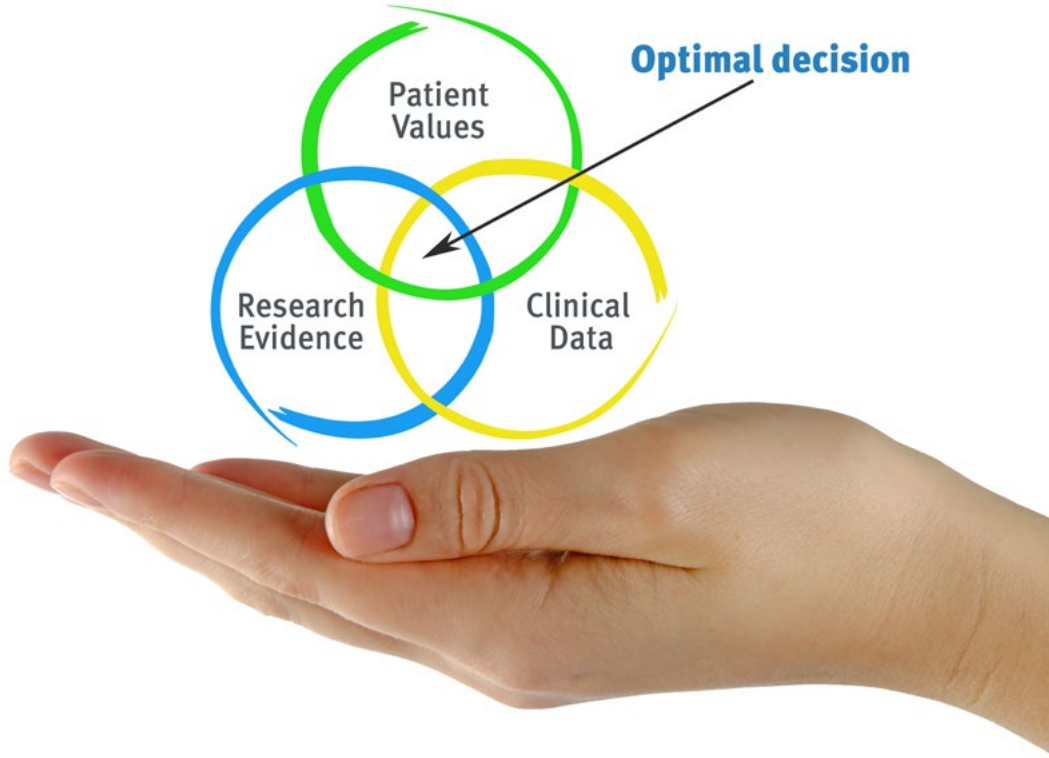 Optimal decision
Patient
Values
Research
Evidence
Clinical
Data